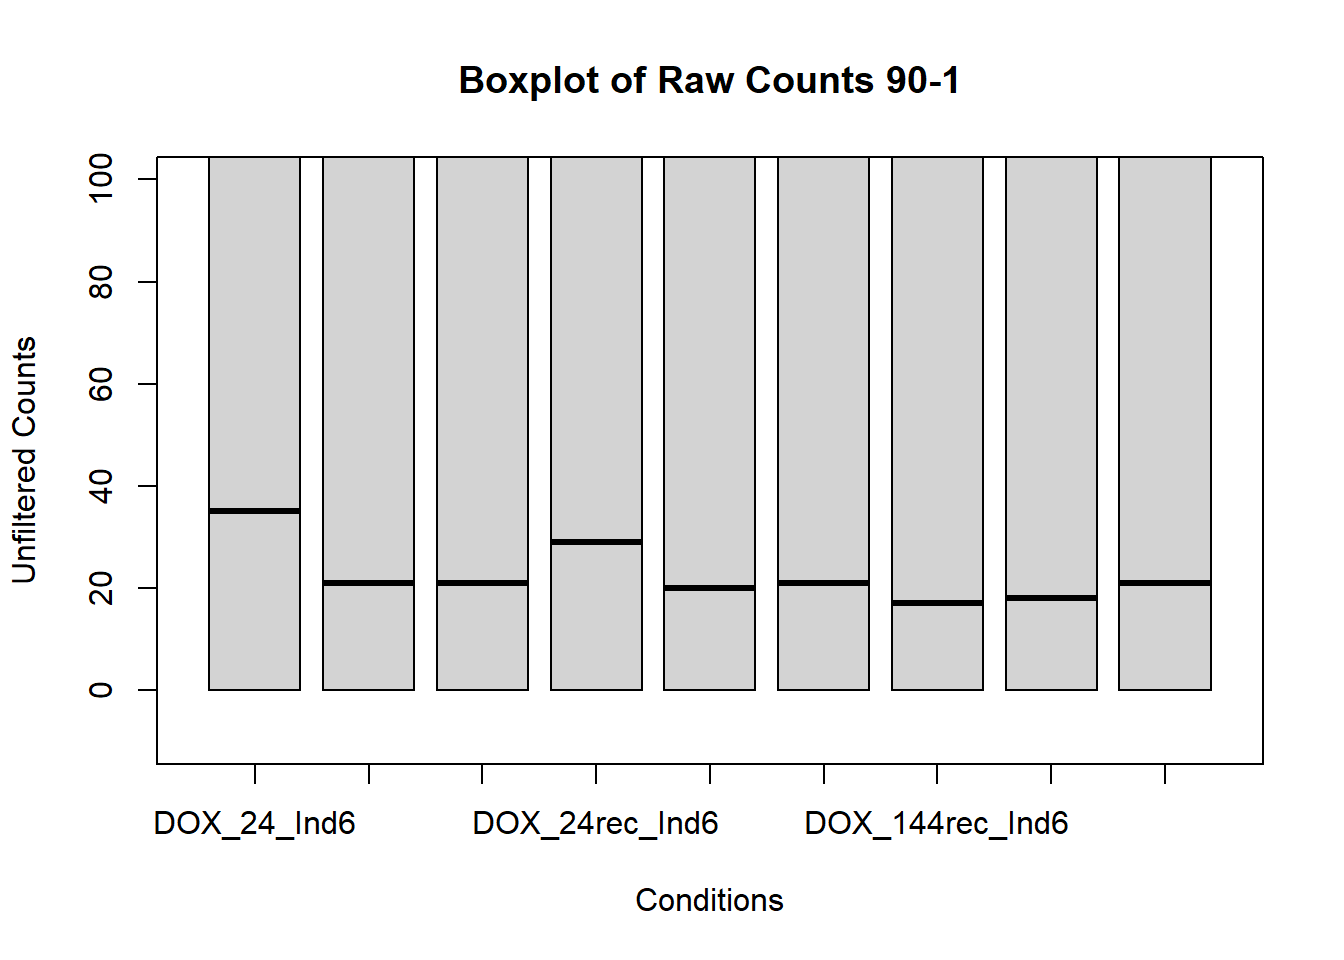 Boxplot of Raw Counts 90-1
Unfiltered Counts
100
80
60
40
20
0
DOX_24_Ind6 DOX_24rec_Ind6 DOX_144rec_Ind6
Conditions